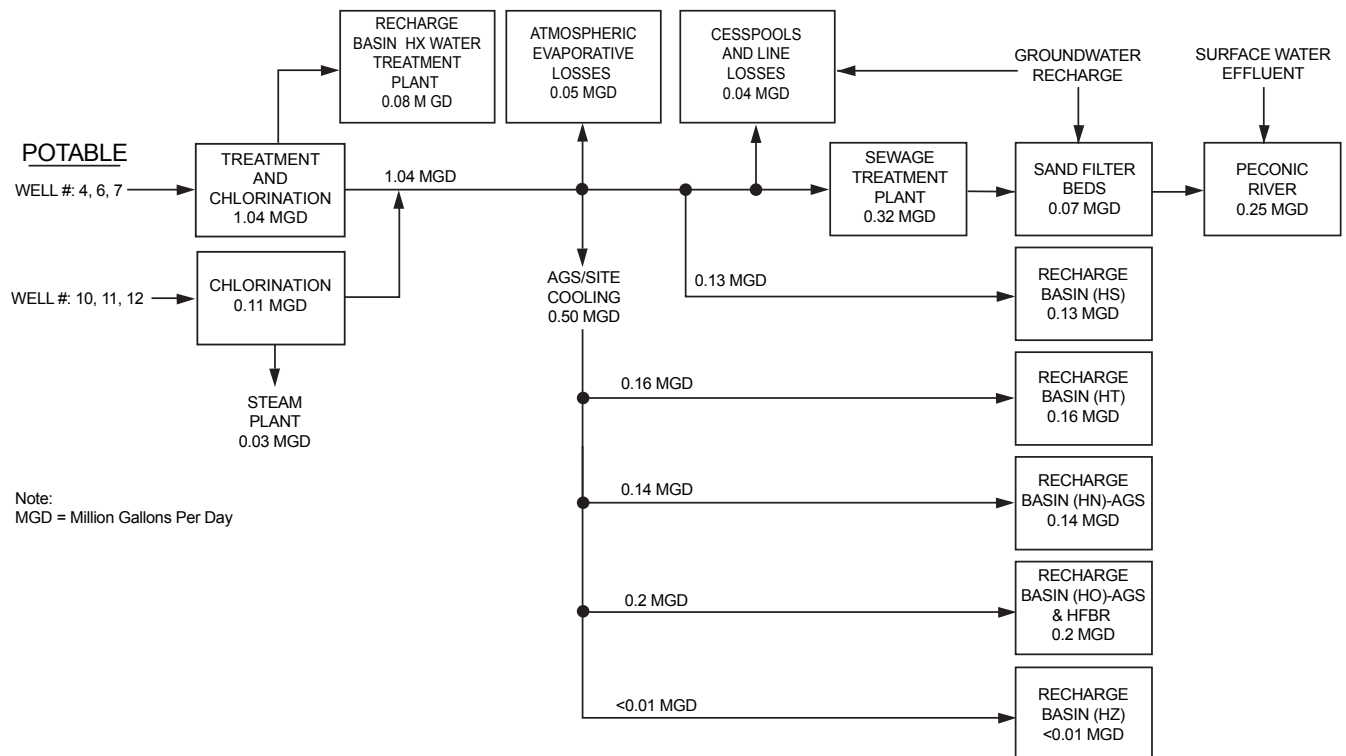 RECHARGE
BASIN HX WATER
TREATMENT
PLANT
0.08 M GD
ATMOSPHERIC
EVAPORATIVE
LOSSES
0.05 MGD
CESSPOOLS
AND LINE
LOSSES
0.04 MGD
GROUNDWATER
RECHARGE
SURFACE WATER
EFFLUENT
POTABLE
WELL #: 4, 6, 7
TREATMENT
AND
CHLORINATION
1.04 MGD
1.04 MGD
SEWAGE
TREATMENT
PLANT
0.32 MGD
SAND FILTER
BEDS
0.07 MGD
PECONIC
RIVER
0.25 MGD
WELL #: 10, 11, 12
CHLORINATION
0.11 MGD
AGS/SITE
COOLING
0.50 MGD
0.13 MGD
RECHARGE
BASIN (HS)
0.13 MGD
STEAM
PLANT
0.03 MGD
0.16 MGD
RECHARGE
BASIN (HT)
0.16 MGD
Note:
MGD = Million Gallons Per Day
0.14 MGD
RECHARGE
BASIN (HN)-AGS
0.14 MGD
0.2 MGD
RECHARGE
BASIN (HO)-AGS
& HFBR
0.2 MGD
<0.01 MGD
RECHARGE
BASIN (HZ)
<0.01 MGD